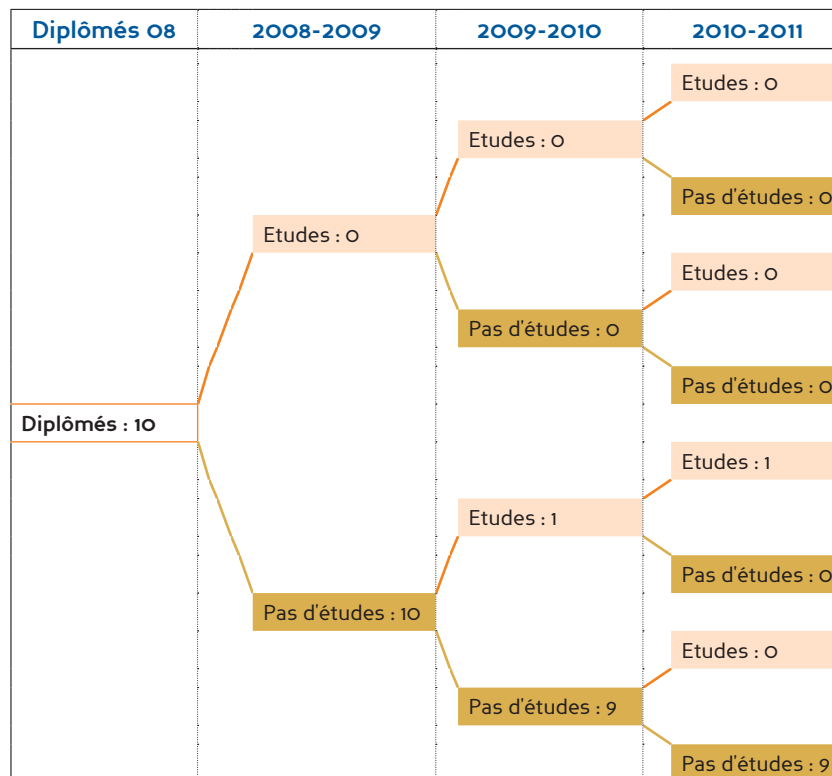 Diplômés 08 2008-2009 2009-2010 2010-2011
Etudes : 0
Etudes : 0
Pas d'études : 0
Etudes : 0
Etudes : 0
Pas d'études : 0
Pas d'études : 0
Diplômés : 10
Etudes : 1
Etudes : 1
Pas d'études : 0
Pas d'études : 10
Etudes : 0
Pas d'études : 9
Pas d'études : 9